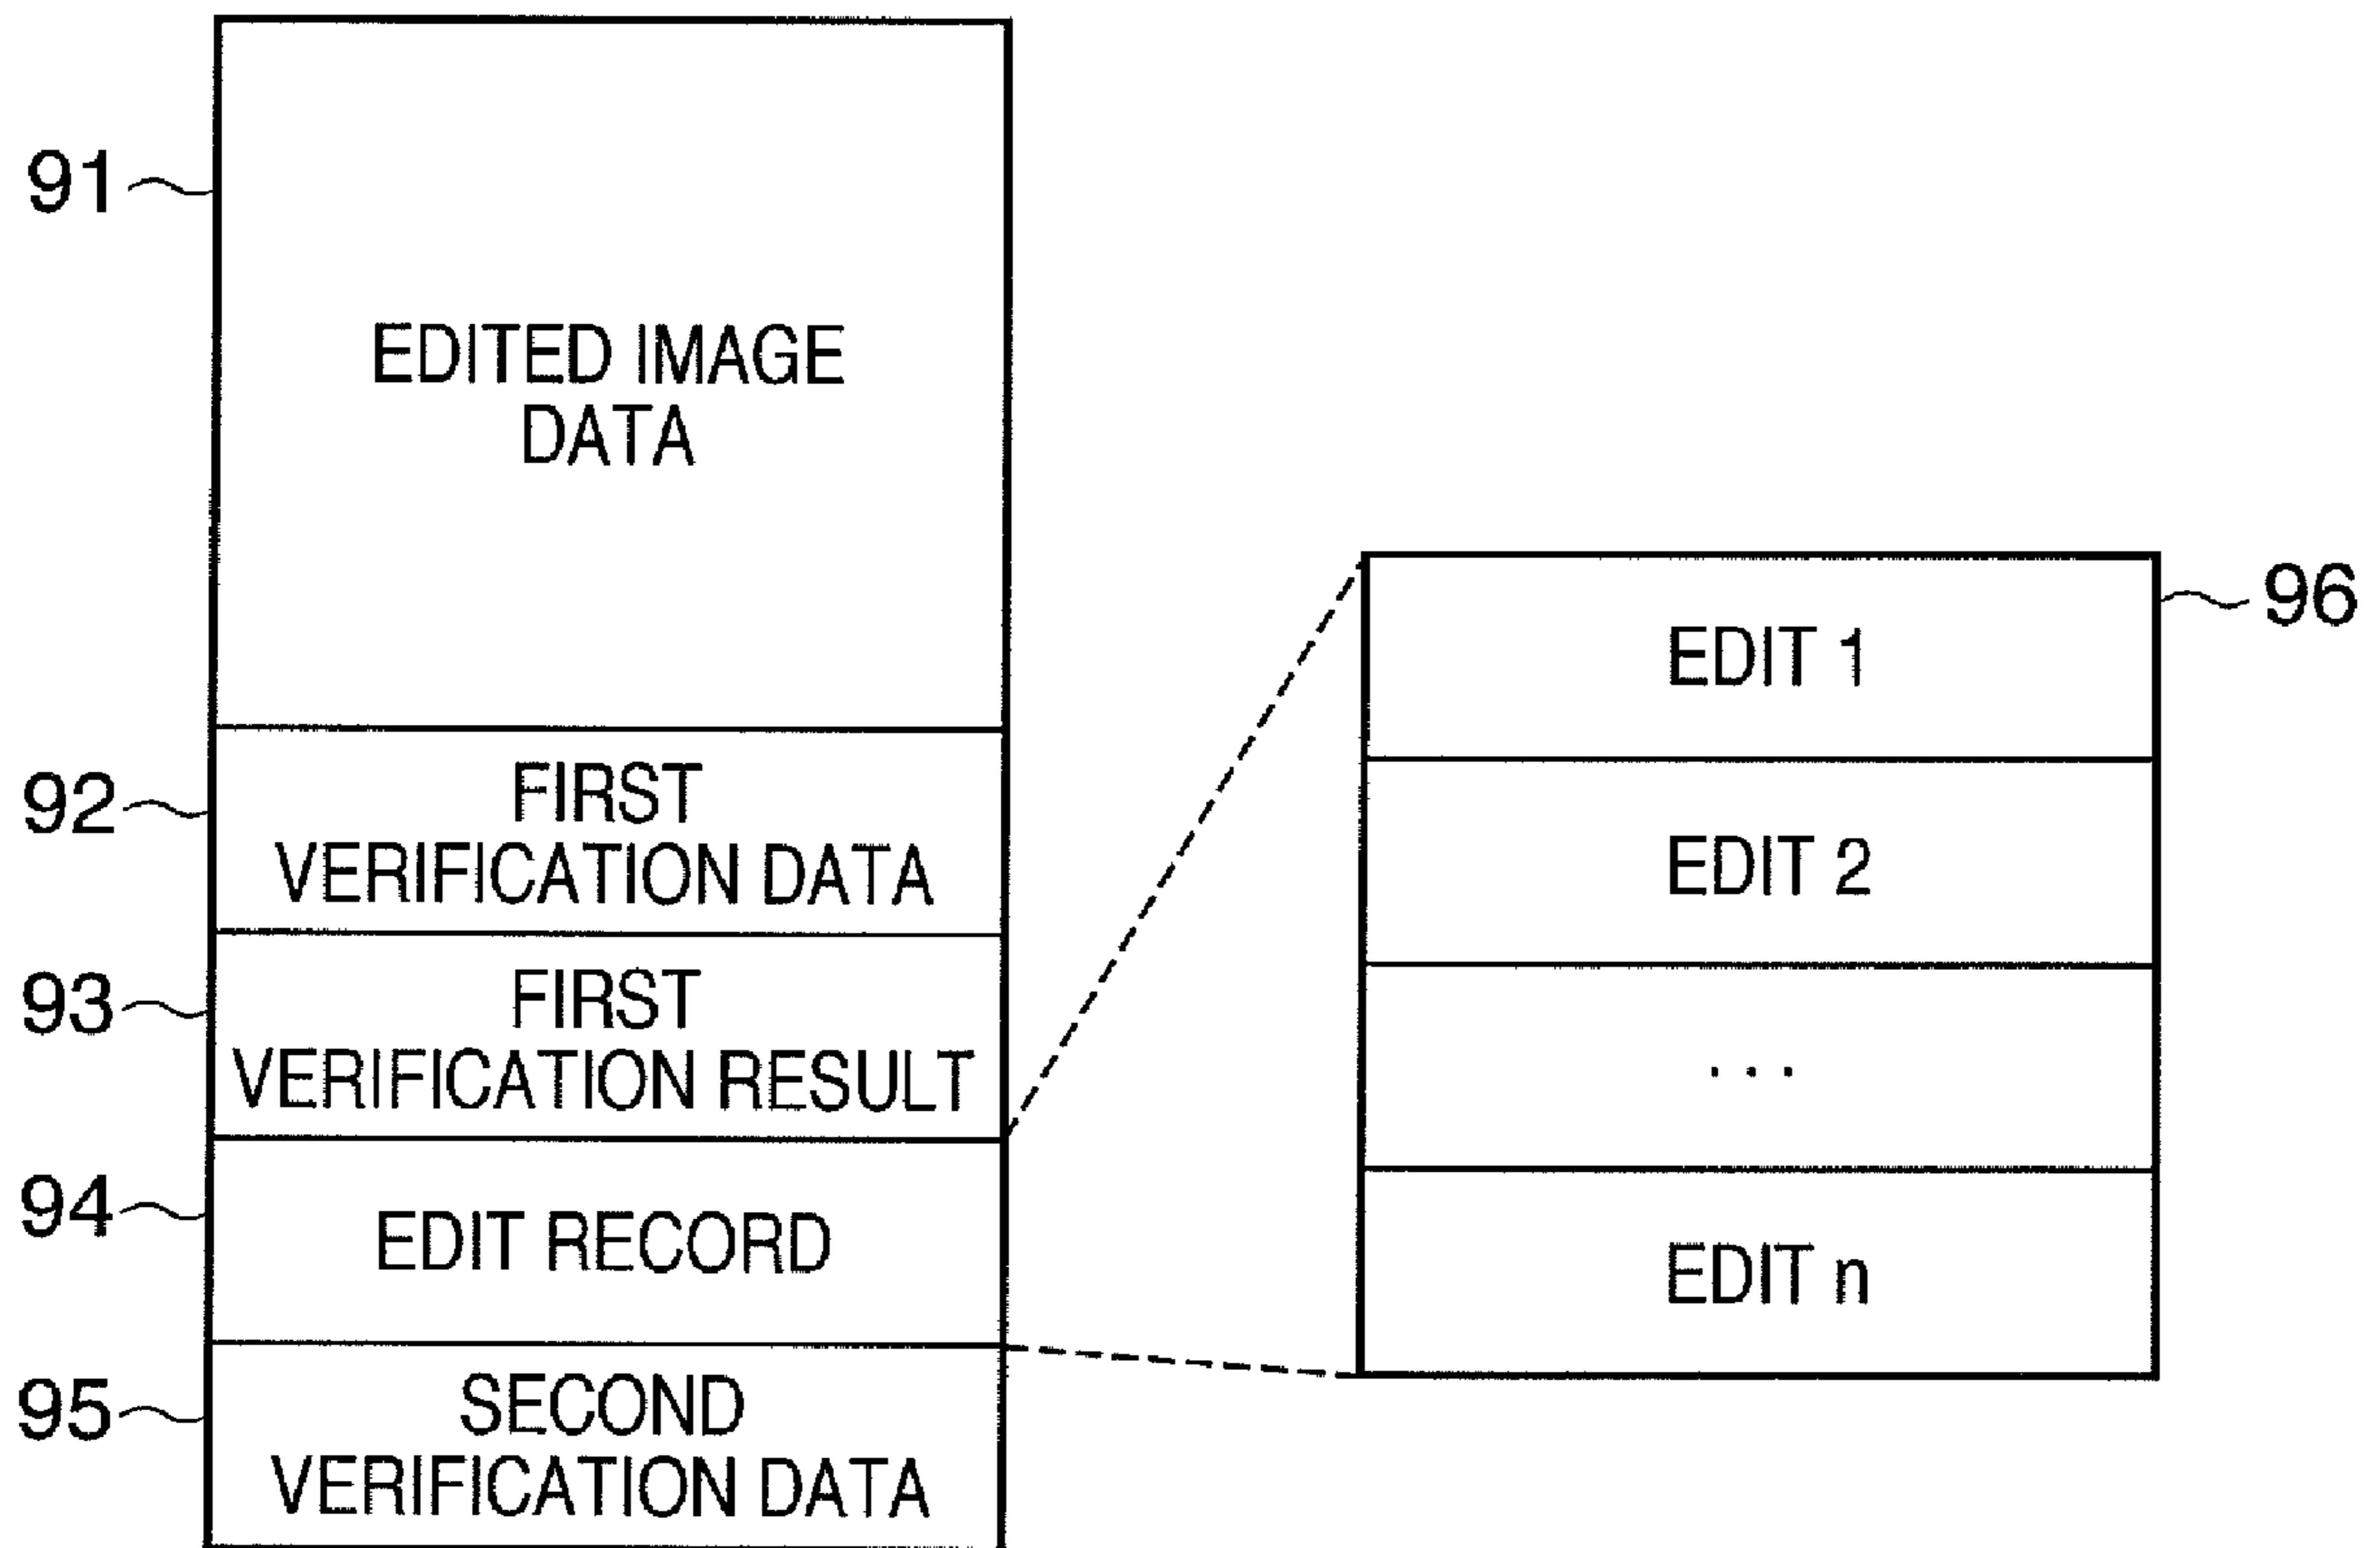 91
EDITED IMAGE
DATA
92
FIRST
VERIFICATION DATA
93
FIRST
VERIFICATION RESULT
94
EDIT RECORD
95
SECOND
VERIFICATION DATA
96
EDIT 1
EDIT 2
...
EDIT n